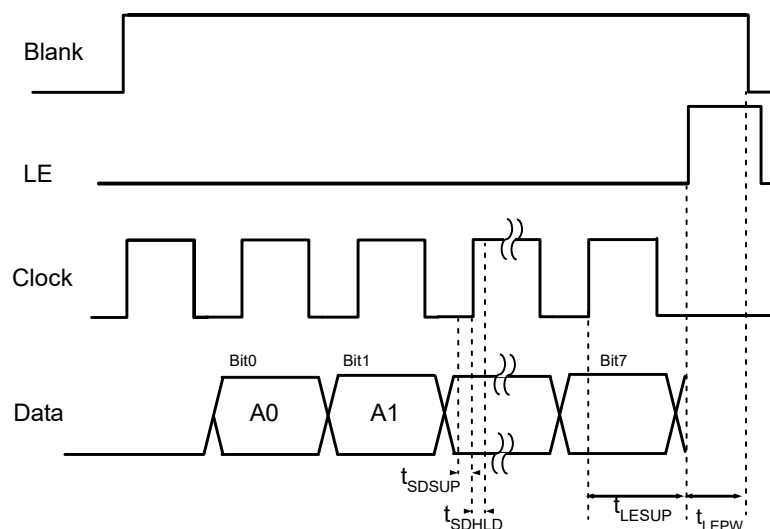 Blank
LE
Clock
Bit0 Bit1 Bit7
Data A0 A1
tSDSUP
tLESUP tLEPW
tSDHLD